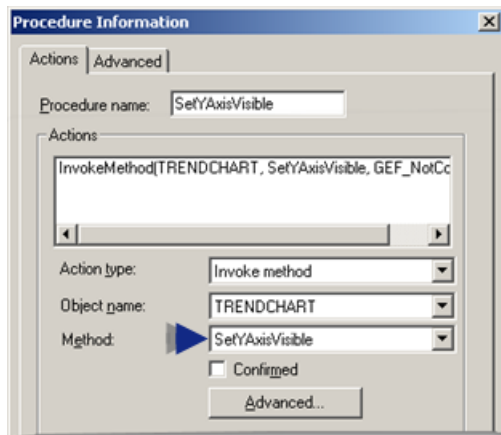 Procedure Information
Actions Advanced
Procedure name: SetYAxisVisible
Actions
InvokeMethod(TRENDCHART, SetYAxisVisible, GEF_NotCo
Action type: Invoke method
Object name: TRENDCHART
Method: SetYAxisVisible
Confirmed
Advanced...